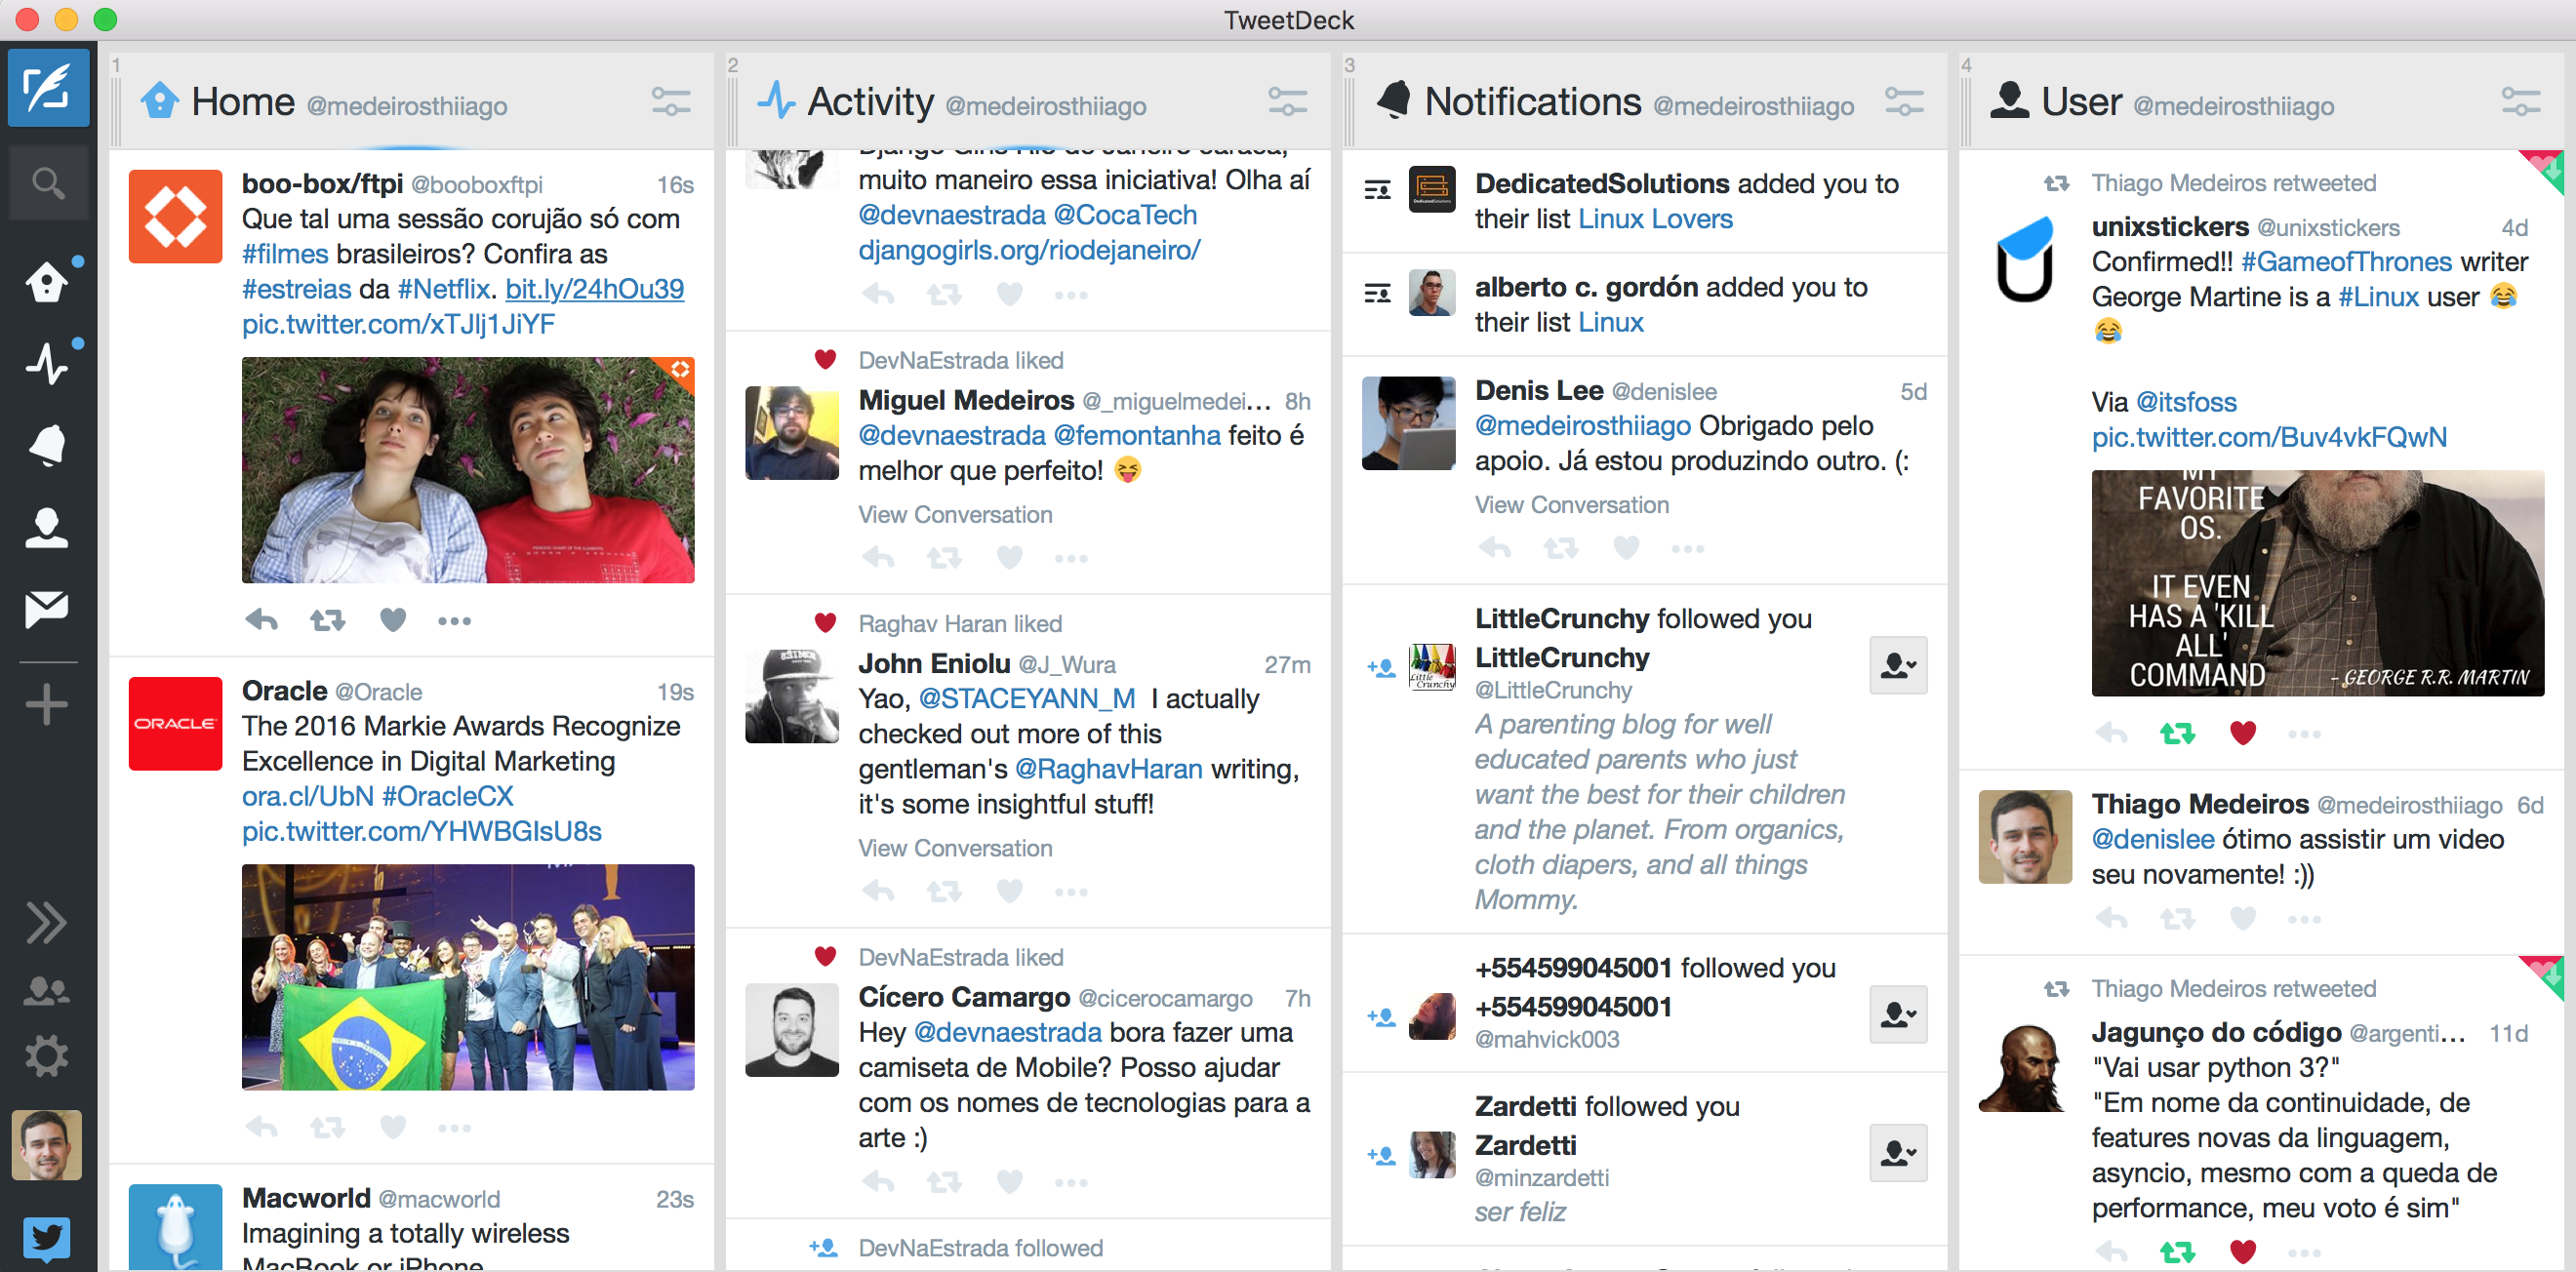 TweetDeck
1
Home @medeirosthiiago
boo-box/ftpi @booboxftpi 16s
Que tal uma sessão corujão só com
#filmes brasileiros? Confira as
#estreias da #Netflix. bit.ly/24hOu39
pic.twitter.com/xTJlj1JiYF
Oracle @Oracle 19s
ORACLE
The 2016 Markie Awards Recognize
Excellence in Digital Marketing
ora.cl/UbN #OracleCX
pic.twitter.com/YHWBGIsU8s
Macworld @macworld 23s
Imagining a totally wireless
MacBook or iPhone
2
Activity @medeirosthiiago
Django Girls Rio de Janeiro
muito maneiro essa iniciativa! Olha aí
@devnaestrada @CocaTech
djangogirls.org/riodejaneiro/
DevNaEstrada liked
Miguel Medeiros @_miguelmedei... 8h
@devnaestrada @femontanha feito é
melhor que perfeito! 😝
View Conversation
Raghav Haran liked
John Eniolu @J_Wura 27m
Yao, @STACEYANN_M I actually
checked out more of this
gentleman's @RaghavHaran writing,
it's some insightful stuff!
View Conversation
DevNaEstrada liked
Cícero Camargo @cicerocamargo 7h
Hey @devnaestrada bora fazer uma
camiseta de Mobile? Posso ajudar
com os nomes de tecnologias para a
arte :)
DevNaEstrada followed
3
Notifications @medeirosthiiago
DedicatedSolutions added you to
their list Linux Lovers
alberto c. gordón added you to
their list Linux
Denis Lee @denislee 5d
@medeirosthiiago Obrigado pelo
apoio. Já estou produzindo outro. (:
View Conversation
LittleCrunchy followed you
LittleCrunchy
Little
Crunchy
@LittleCrunchy
A parenting blog for well
educated parents who just
want the best for their children
and the planet. From organics,
cloth diapers, and all things
Mommy.
+554599045001 followed you
+554599045001
@mahvick003
Zardetti followed you
Zardetti
@minzardetti
ser feliz
4
User @medeirosthiiago
Thiago Medeiros retweeted
unixstickers @unixstickers 4d
Confirmed!! #GameofThrones writer
George Martine is a #Linux user 😂
😂
Via @itsfoss
pic.twitter.com/Buv4vkFQwN
MY
FAVORITE
OS.
IT EVEN
HAS A 'KILL
ALL'
COMMAND
- GEORGE R.R. MARTIN
Thiago Medeiros @medeirosthiiago 6d
@denislee ótimo assistir um video
seu novamente! :))
Thiago Medeiros retweeted
Jagunço do código @argenti... 11d
"Vai usar python 3?"
"Em nome da continuidade, de
features novas da linguagem,
asyncio, mesmo com a queda de
performance, meu voto é sim"